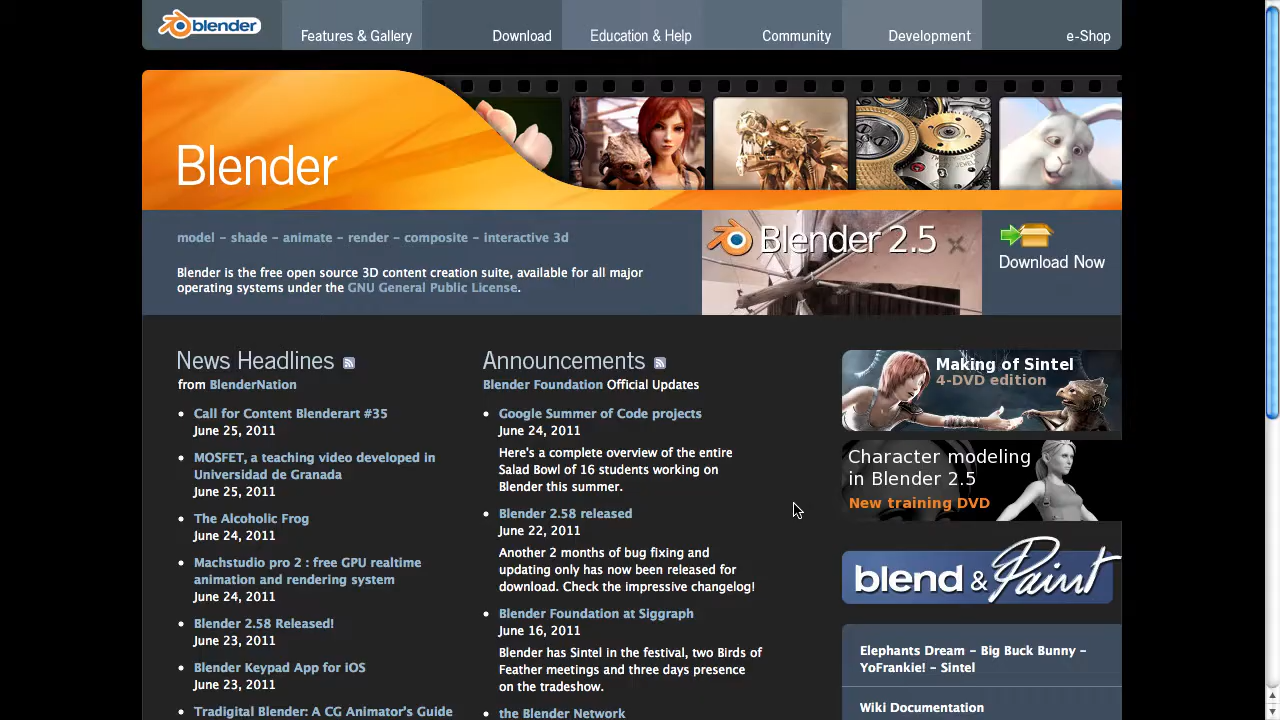 blender
Features & Gallery
Download
Education & Help
Community
Development
e-Shop
Blender
model – shade – animate – render – composite – interactive 3d
Blender is the free open source 3D content creation suite, available for all major
operating systems under the GNU General Public License.
Blender 2.5
Download Now
News Headlines
from BlenderNation
Call for Content Blenderart #35
June 25, 2011
MOSFET, a teaching video developed in
Universidad de Granada
June 25, 2011
The Alcoholic Frog
June 24, 2011
Machstudio pro 2 : free GPU realtime
animation and rendering system
June 24, 2011
Blender 2.58 Released!
June 23, 2011
Blender Keypad App for iOS
June 23, 2011
Tradigital Blender: A CG Animator's Guide
Announcements
Blender Foundation Official Updates
Google Summer of Code projects
June 24, 2011
Here's a complete overview of the entire
Salad Bowl of 16 students working on
Blender this summer.
Blender 2.58 released
June 22, 2011
Another 2 months of bug fixing and
updating only has now been released for
download. Check the impressive changelog!
Blender Foundation at Siggraph
June 16, 2011
Blender has Sintel in the festival, two Birds of
Feather meetings and three days presence
on the tradeshow.
the Blender Network
Making of Sintel
4-DVD edition
Character modeling
in Blender 2.5
New training DVD
blend & Paint
Elephants Dream – Big Buck Bunny –
YoFrankie! – Sintel
Wiki Documentation